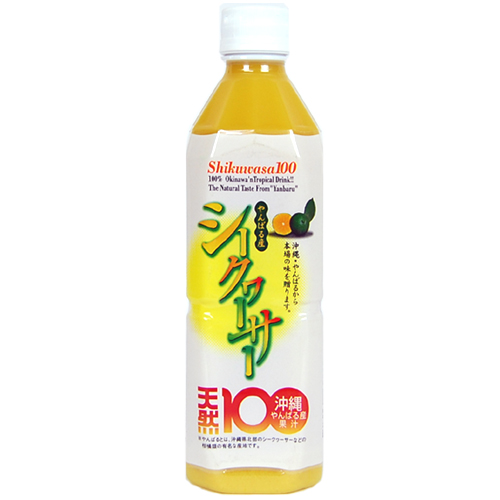 Shikuwasa100
100% Okinawa'nTropical Drink!!
The Natural Taste From "Yanbaru"
やんばる産
シィクワーサー
沖縄・やんばるから
本場の味を贈ります。
天然100
沖縄
やんばる産
果汁
※やんばるとは、沖縄県北部のシークワーサーなどの
柑橘類の有名な産地です。